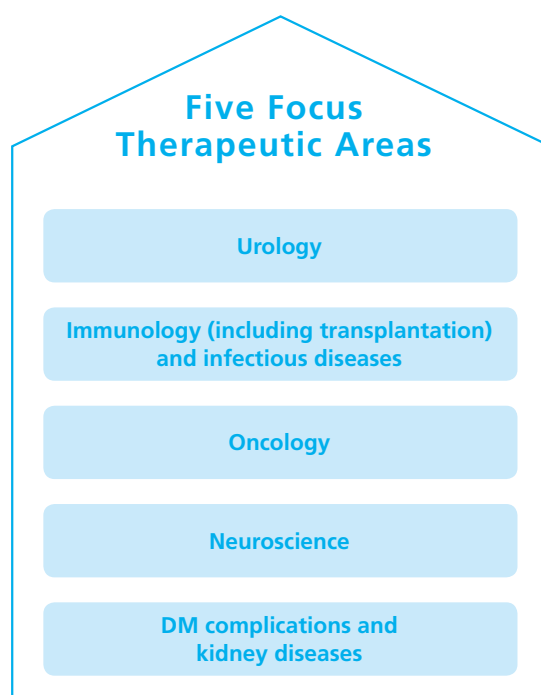 Five Focus
Therapeutic Areas
Urology
Immunology (including transplantation)
and infectious diseases
Oncology
Neuroscience
DM complications and
kidney diseases